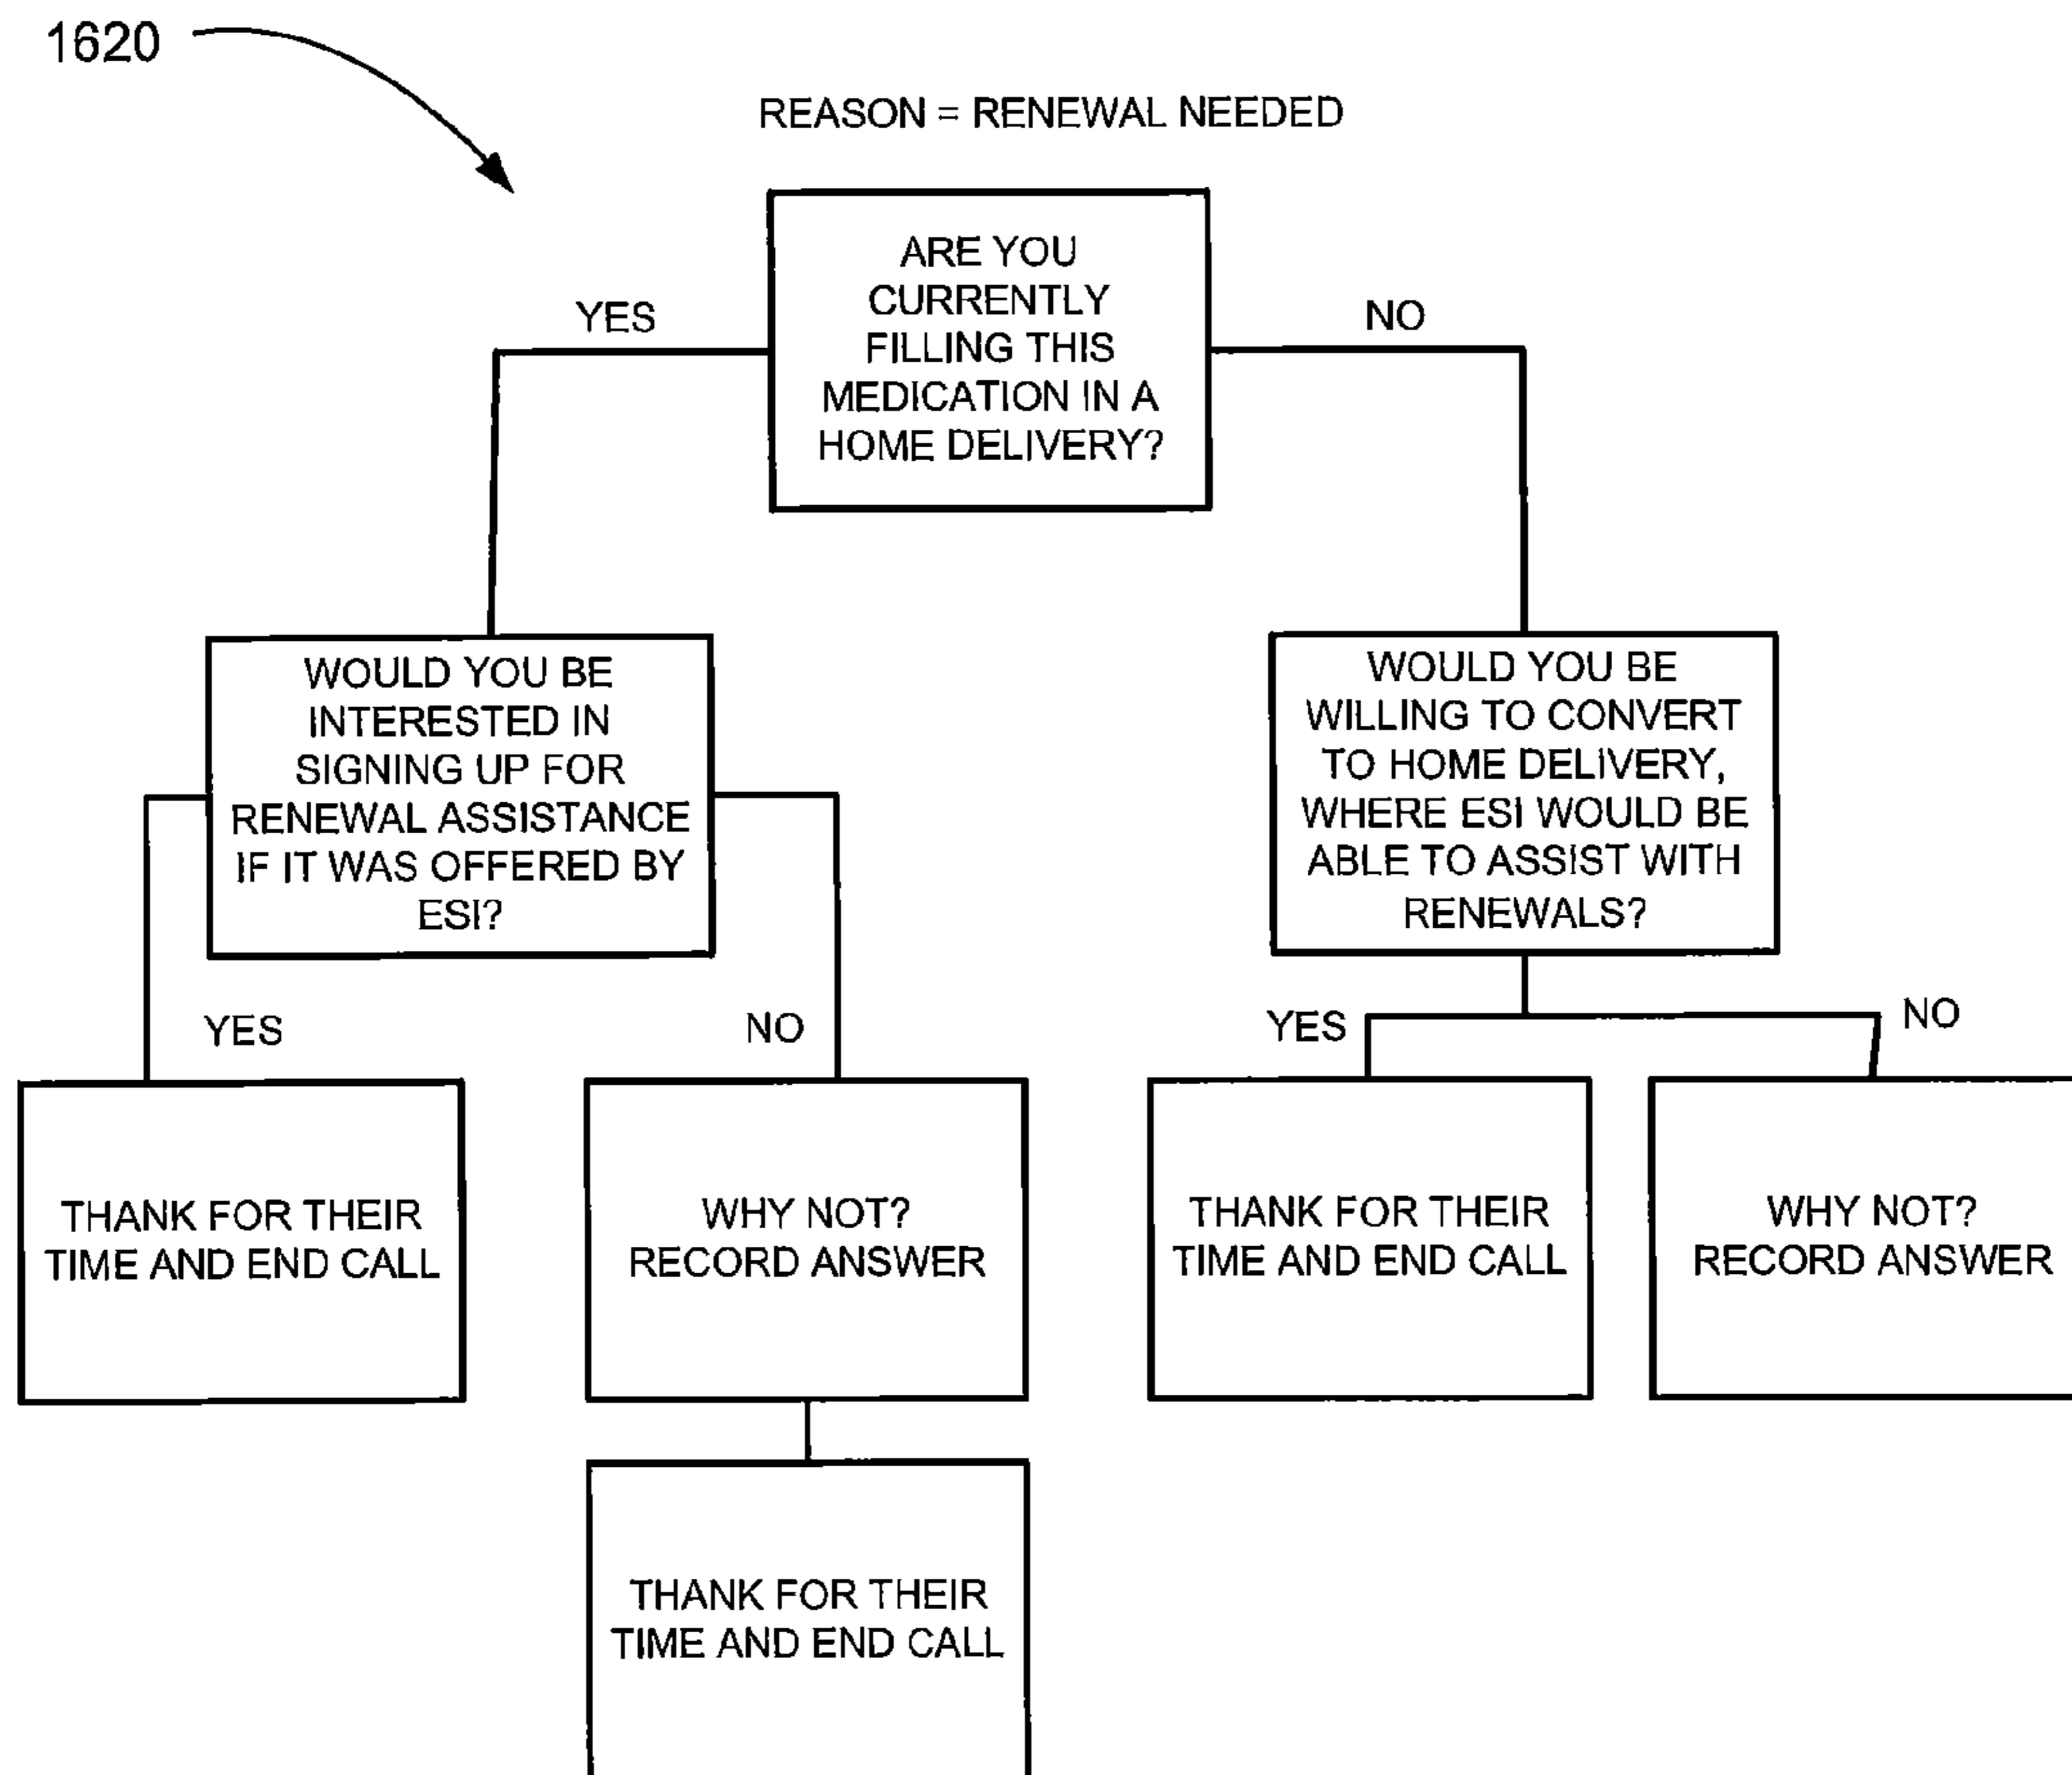 1620
REASON = RENEWAL NEEDED
ARE YOU
CURRENTLY
FILLING THIS
MEDICATION IN A
HOME DELIVERY?
YES
NO
WOULD YOU BE
INTERESTED IN
SIGNING UP FOR
RENEWAL ASSISTANCE
IF IT WAS OFFERED BY
ESI?
WOULD YOU BE
WILLING TO CONVERT
TO HOME DELIVERY,
WHERE ESI WOULD BE
ABLE TO ASSIST WITH
RENEWALS?
YES
NO
YES
NO
THANK FOR THEIR
TIME AND END CALL
WHY NOT?
RECORD ANSWER
THANK FOR THEIR
TIME AND END CALL
WHY NOT?
RECORD ANSWER
THANK FOR THEIR
TIME AND END CALL